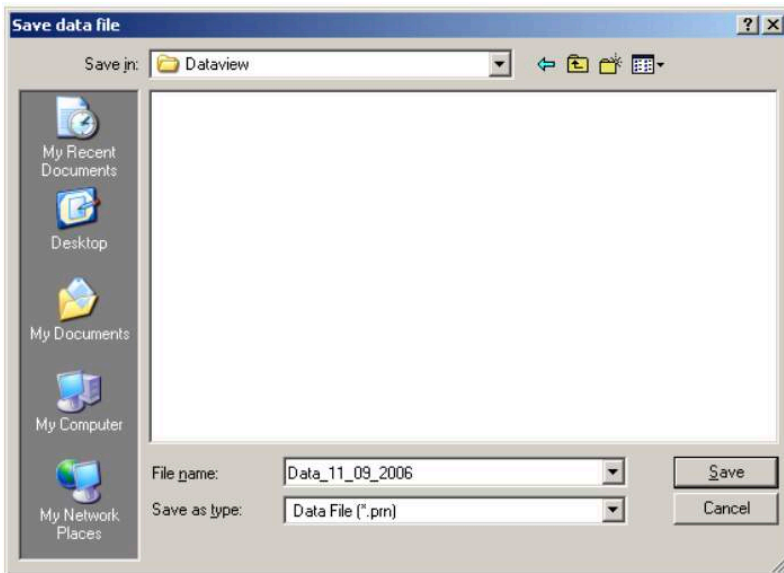 Save data file
Save in:
Dataview
My Recent
Documents
Desktop
My Documents
My Computer
My Network
Places
File name:
Data_11_09_2006
Save
Save as type:
Data File (*.prn)
Cancel